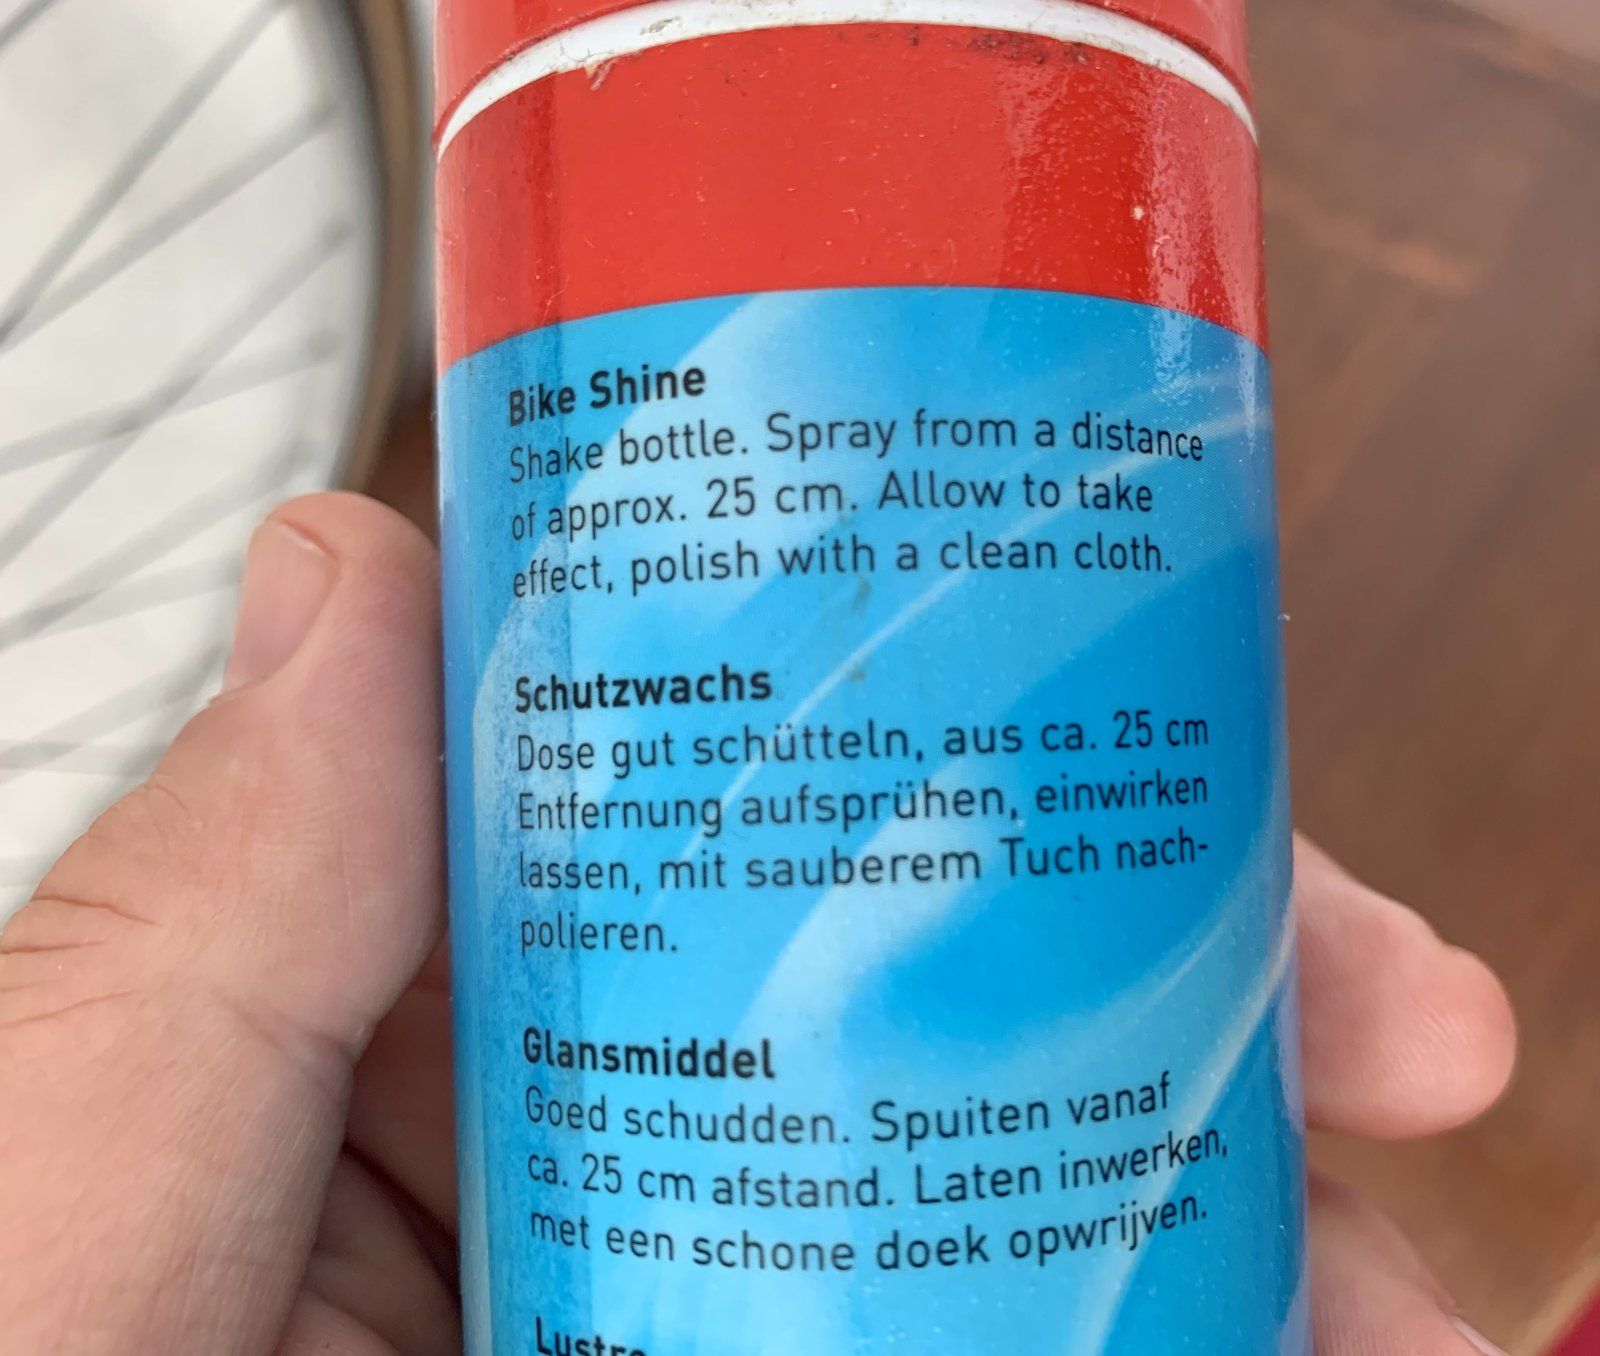 Bike Shine
Shake bottle. Spray from a distance
of approx. 25 cm. Allow to take
effect, polish with a clean cloth.
Schutzwachs
Dose gut schütteln, aus ca. 25 cm
Entfernung aufsprühen, einwirken
lassen, mit sauberem Tuch nach-
polieren.
Glansmiddel
Goed schudden. Spuiten vanaf
ca. 25 cm afstand. Laten inwerken,
met een schone doek opwrijven.